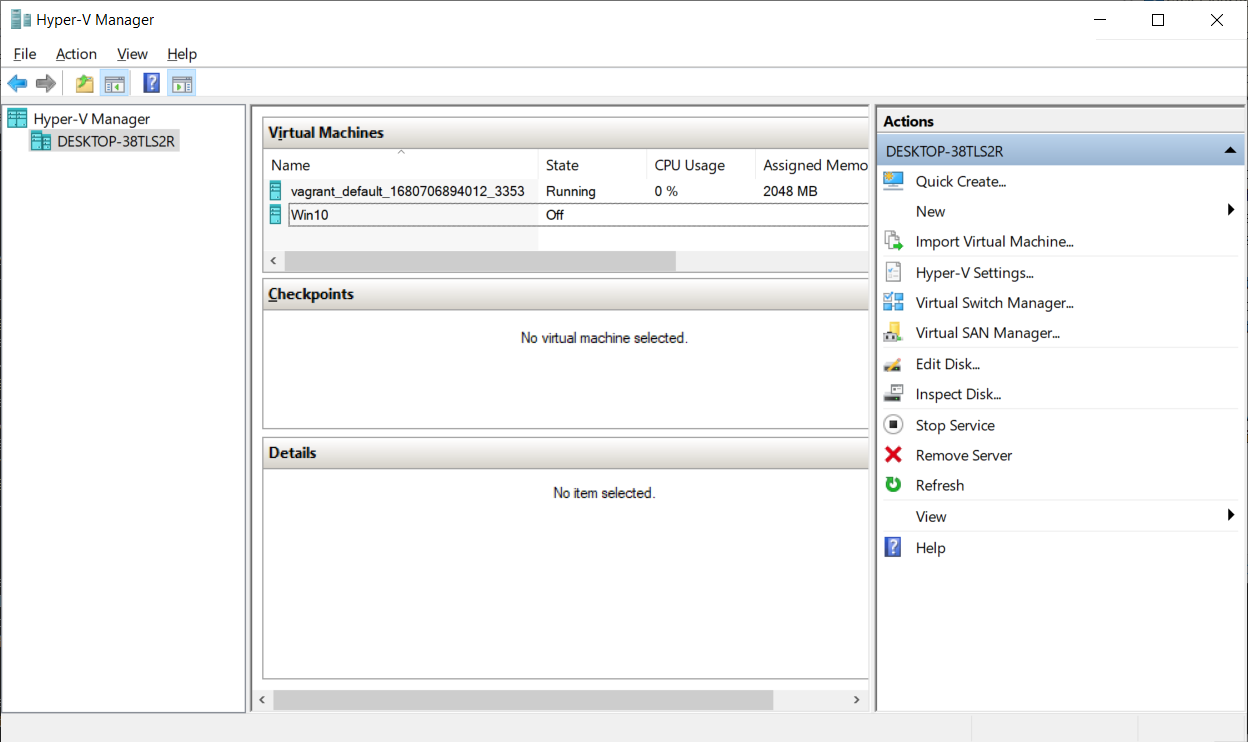 Hyper-V Manager
File Action View Help
Hyper-V Manager
DESKTOP-38TLS2R
Virtual Machines
Name State CPU Usage Assigned Memo
vagrant_default_1680706894012_3353 Running 0 % 2048 MB
Win10 Off
Checkpoints
No virtual machine selected.
Details
No item selected.
Actions
DESKTOP-38TLS2R
Quick Create...
New
Import Virtual Machine...
Hyper-V Settings...
Virtual Switch Manager...
Virtual SAN Manager...
Edit Disk...
Inspect Disk...
Stop Service
Remove Server
Refresh
View
Help